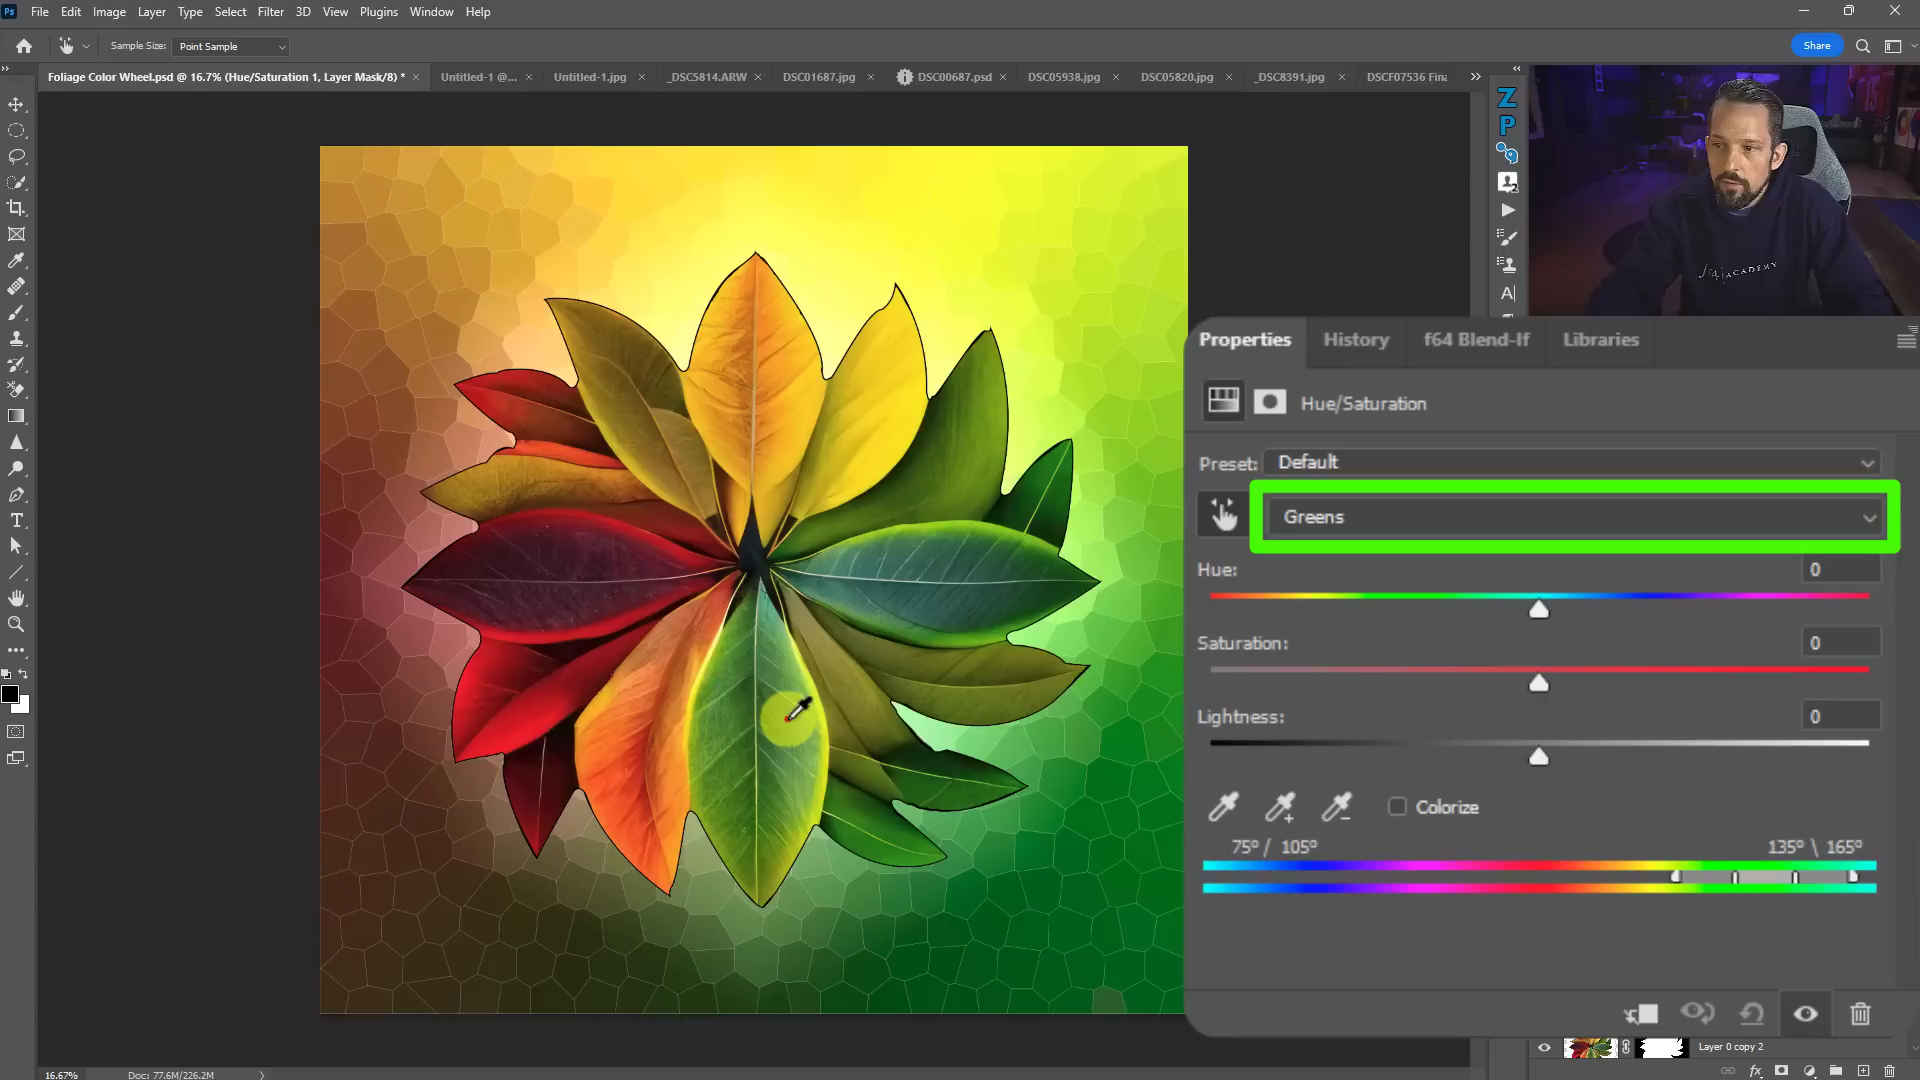 Ps File Edit Image Layer Type Select Filter 3D View Plugins Window Help
Sample Size: Point Sample Share
Foliage Color Wheel.psd @ 16.7% (Hue/Saturation 1, Layer Mask/8) * Untitled-1 @... Untitled-1.jpg _DSC5814.ARW DSC01687.jpg DSC00687.psd DSC05938.jpg DSC05820.jpg _DSC8391.jpg DSCF07536 Fina
Z
P
2
A|
ACADEMY
Properties History f64 Blend-If Libraries
Hue/Saturation
Preset: Default
Greens
Hue: 0
Saturation: 0
Lightness: 0
Colorize
75° / 105° 135° \ 165°
T
Layer 0 copy 2
fx
16.67% Doc: 77.6M/226.2M